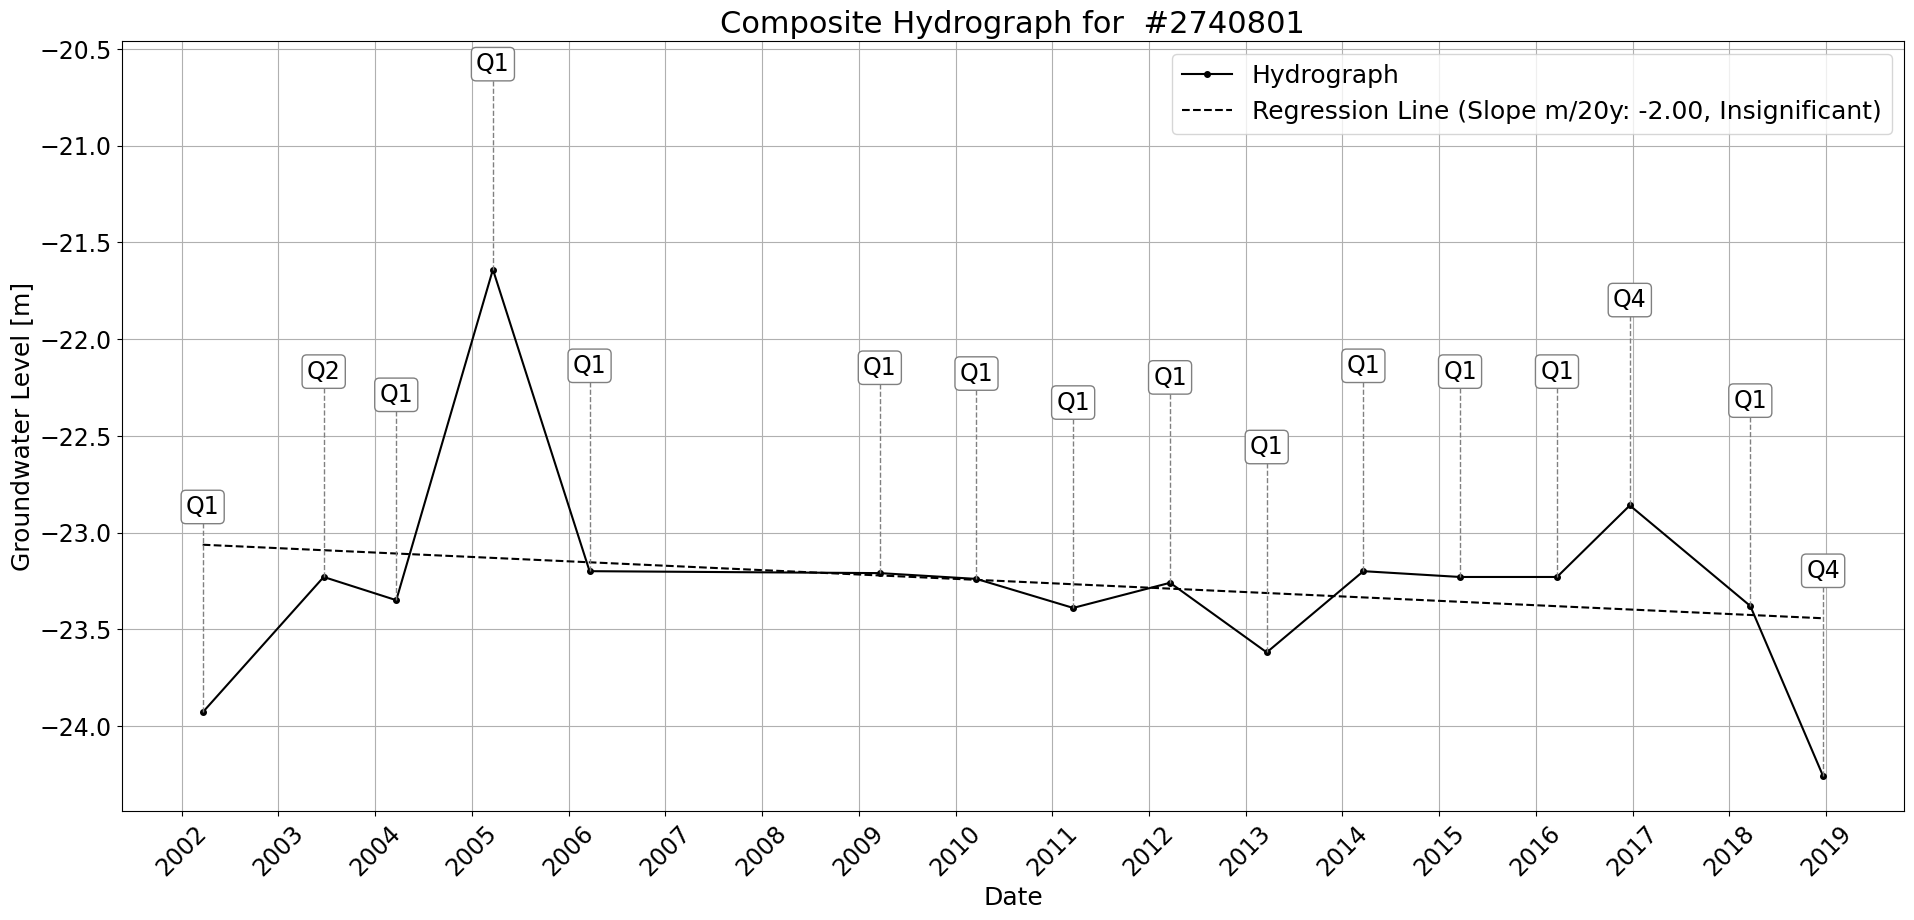 Composite Hydrograph for  #2740801
Hydrograph
Regression Line (Slope m/20y: -2.00, Insignificant)
Groundwater Level [m]
−20.5
−21.0
−21.5
−22.0
−22.5
−23.0
−23.5
−24.0
Q1
Q2
Q1
Q1
Q1
Q1
Q1
Q1
Q1
Q1
Q1
Q1
Q1
Q4
Q1
Q4
2002
2003
2004
2005
2006
2007
2008
2009
2010
2011
2012
2013
2014
2015
2016
2017
2018
2019
Date